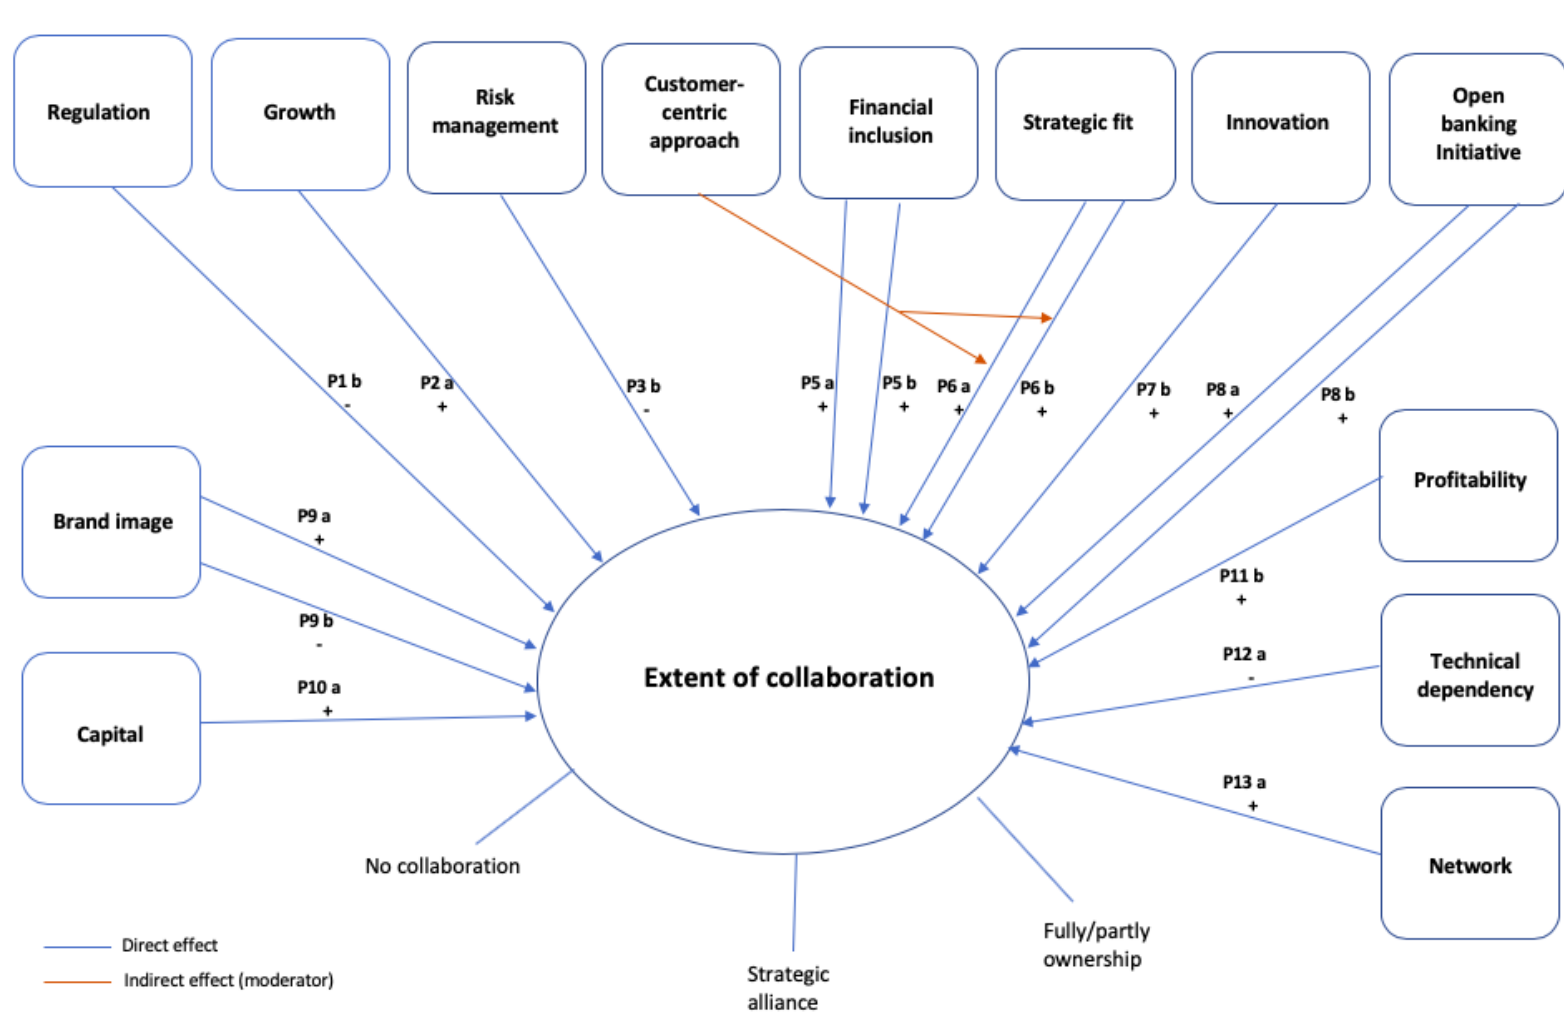 Regulation
Growth
Risk
management
Customer-
centric
approach
Financial
inclusion
Strategic fit
Innovation
Open
banking
Initiative
P1 b
-
P2 a
+
P3 b
-
P5 a
+
P5 b
+
P6 a
+
P6 b
+
P7 b
+
P8 a
+
P8 b
+
Brand image
P9 a
+
P9 b
-
Capital
P10 a
+
Extent of collaboration
Profitability
P11 b
+
Technical
dependency
P12 a
-
P13 a
+
Network
No collaboration
Strategic
alliance
Fully/partly
ownership
Direct effect
Indirect effect (moderator)